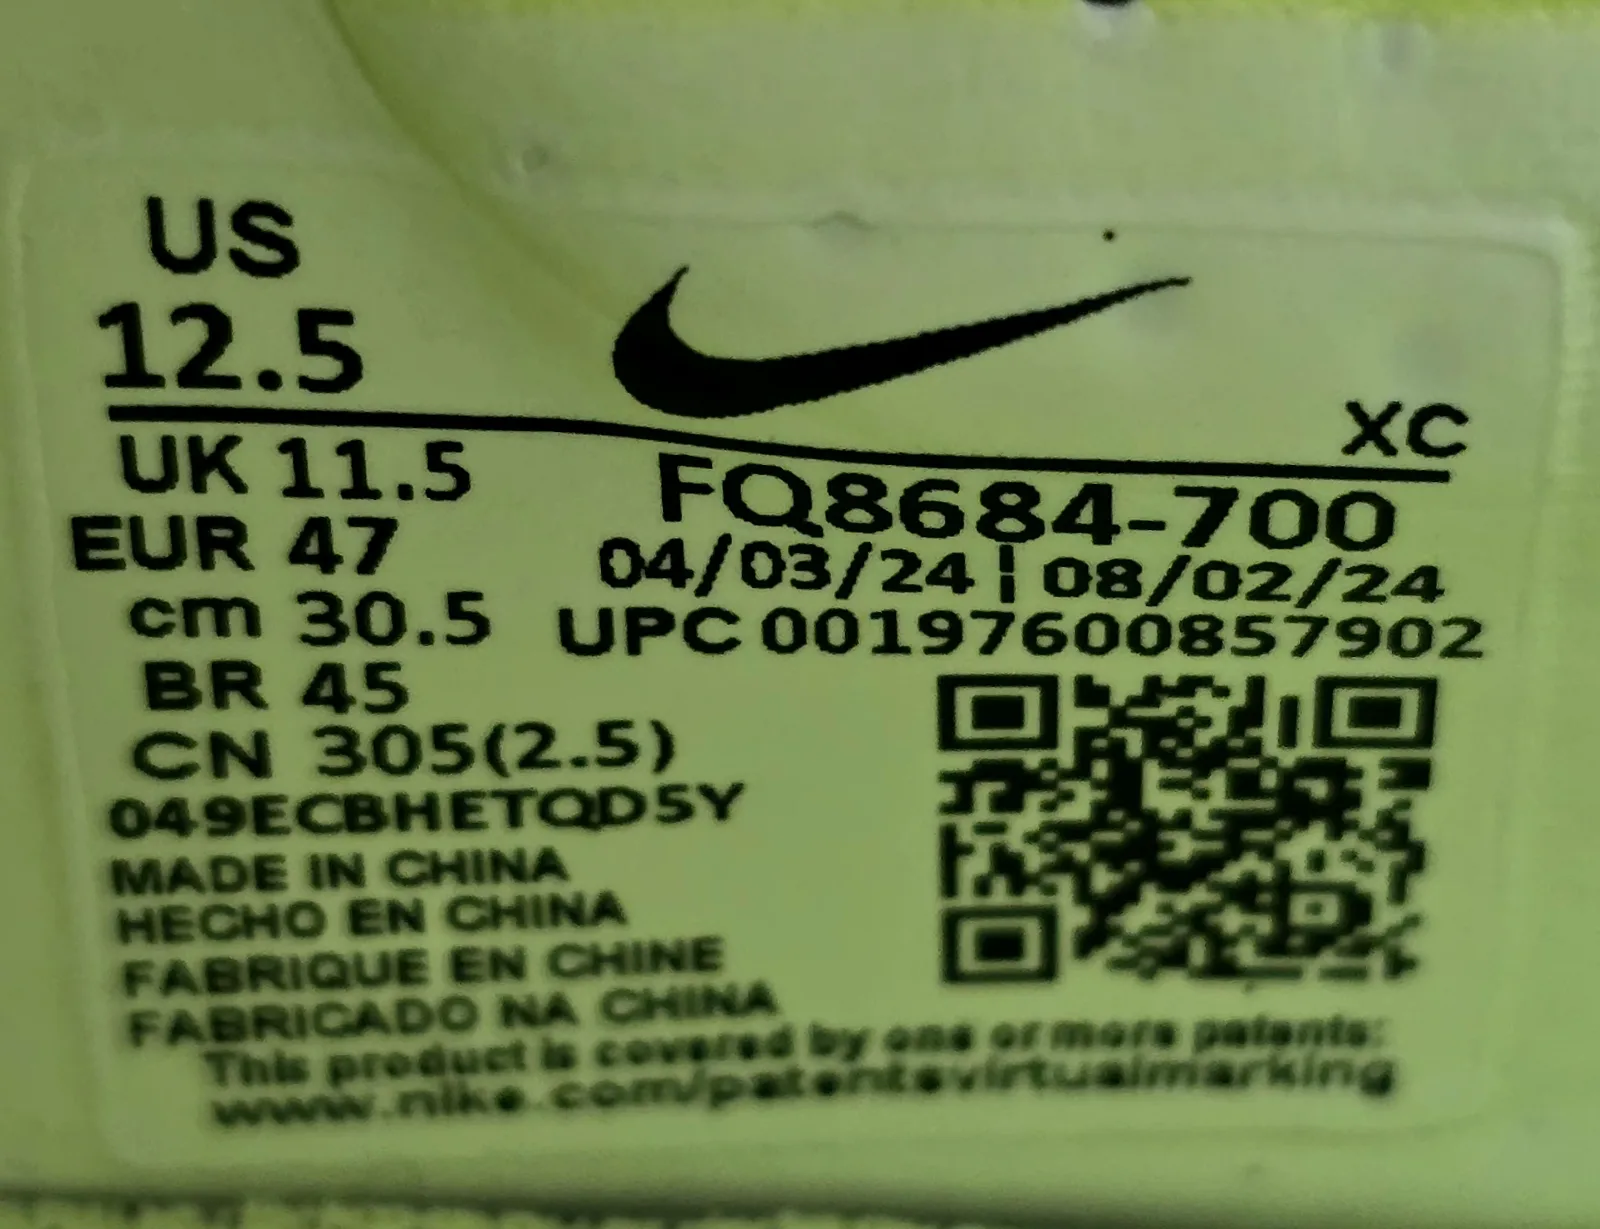 US
12.5
XC
UK 11.5
EUR 47
cm 30.5
BR 45
CN 305(2.5)
FQ8684-700
04/03/24 | 08/02/24
UPC 00197600857902
049ECBHETQD5Y
MADE IN CHINA
HECHO EN CHINA
FABRIQUE EN CHINE
FABRICADO NA CHINA
This product is covered by one or more patents:
www.nike.com/patentsvirtualmarking